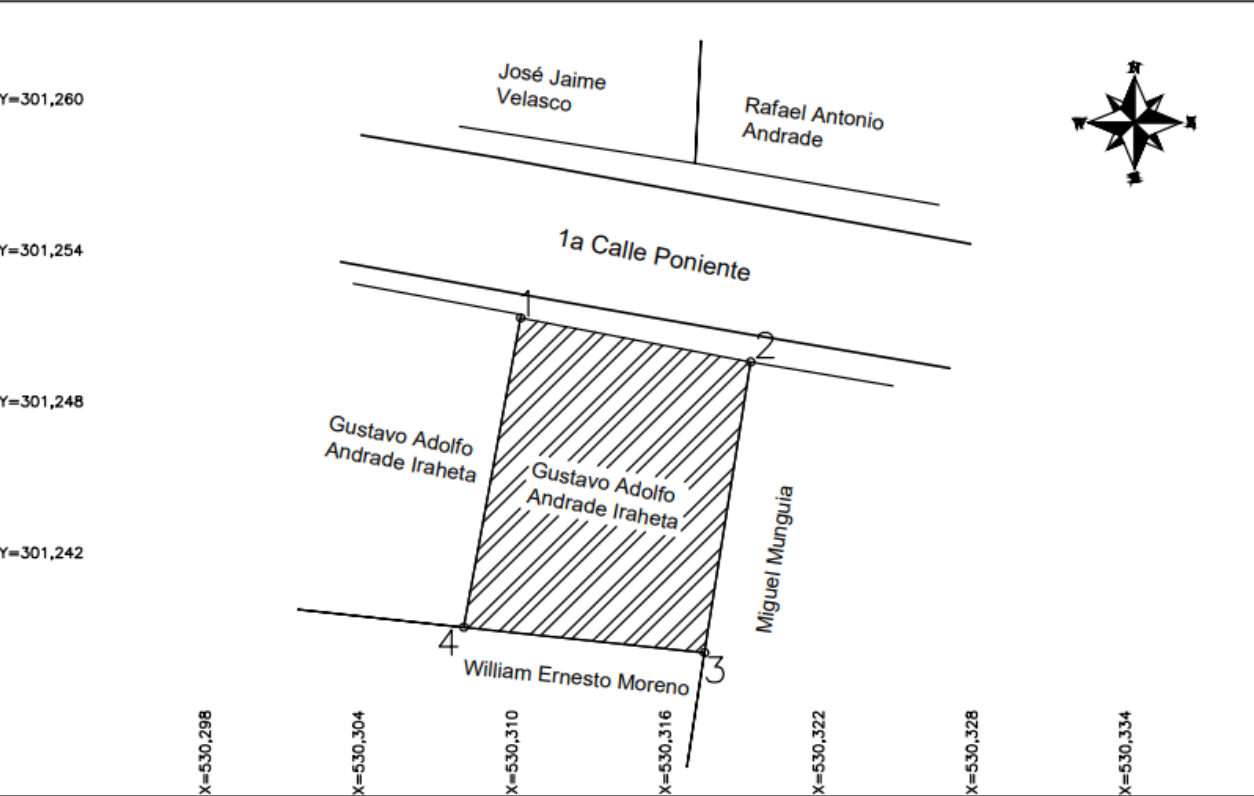 Y=301,260
José Jaime
Velasco
Rafael Antonio
Andrade
N
W
E
S
Y=301,254
1a Calle Poniente
1
2
Y=301,248
Gustavo Adolfo
Andrade Iraheta
Gustavo Adolfo
Andrade Iraheta
Miguel Munguia
Y=301,242
4
3
William Ernesto Moreno
X=530,298
X=530,304
X=530,310
X=530,316
X=530,322
X=530,328
X=530,334